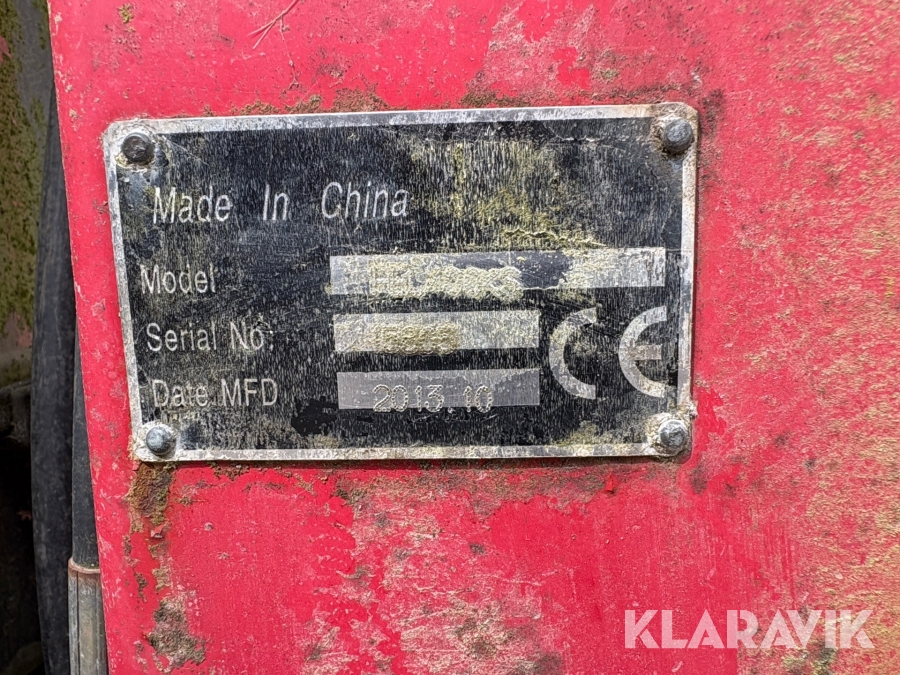 Made In China
Model
Serial No:
Date MFD 2013.10
CE
KLARAVIK